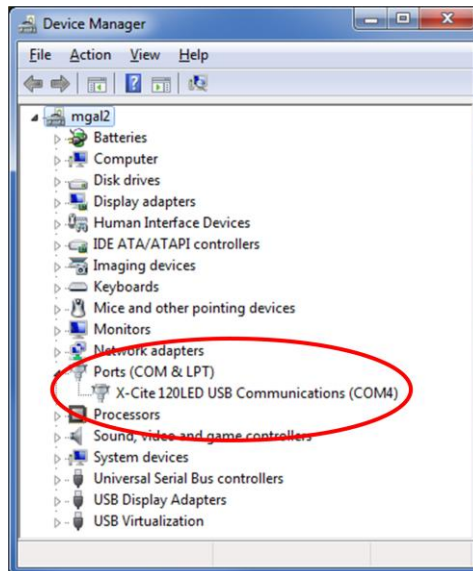 Device Manager
File Action View Help
mgal2
Batteries
Computer
Disk drives
Display adapters
Human Interface Devices
IDE ATA/ATAPI controllers
Imaging devices
Keyboards
Mice and other pointing devices
Monitors
Network adapters
Ports (COM & LPT)
X-Cite 120LED USB Communications (COM4)
Processors
Sound, video and game controllers
System devices
Universal Serial Bus controllers
USB Display Adapters
USB Virtualization